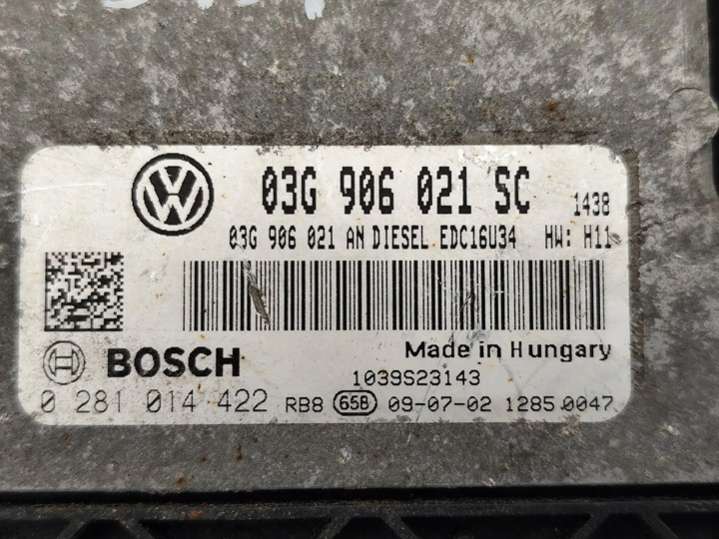 03G 906 021 SC 1438
03G 906 021 AN DIESEL EDC16U34 HW: H11
BOSCH
Made in Hungary
1039S23143
0 281 014 422 RB8 65B 09-07-02 1285 0047